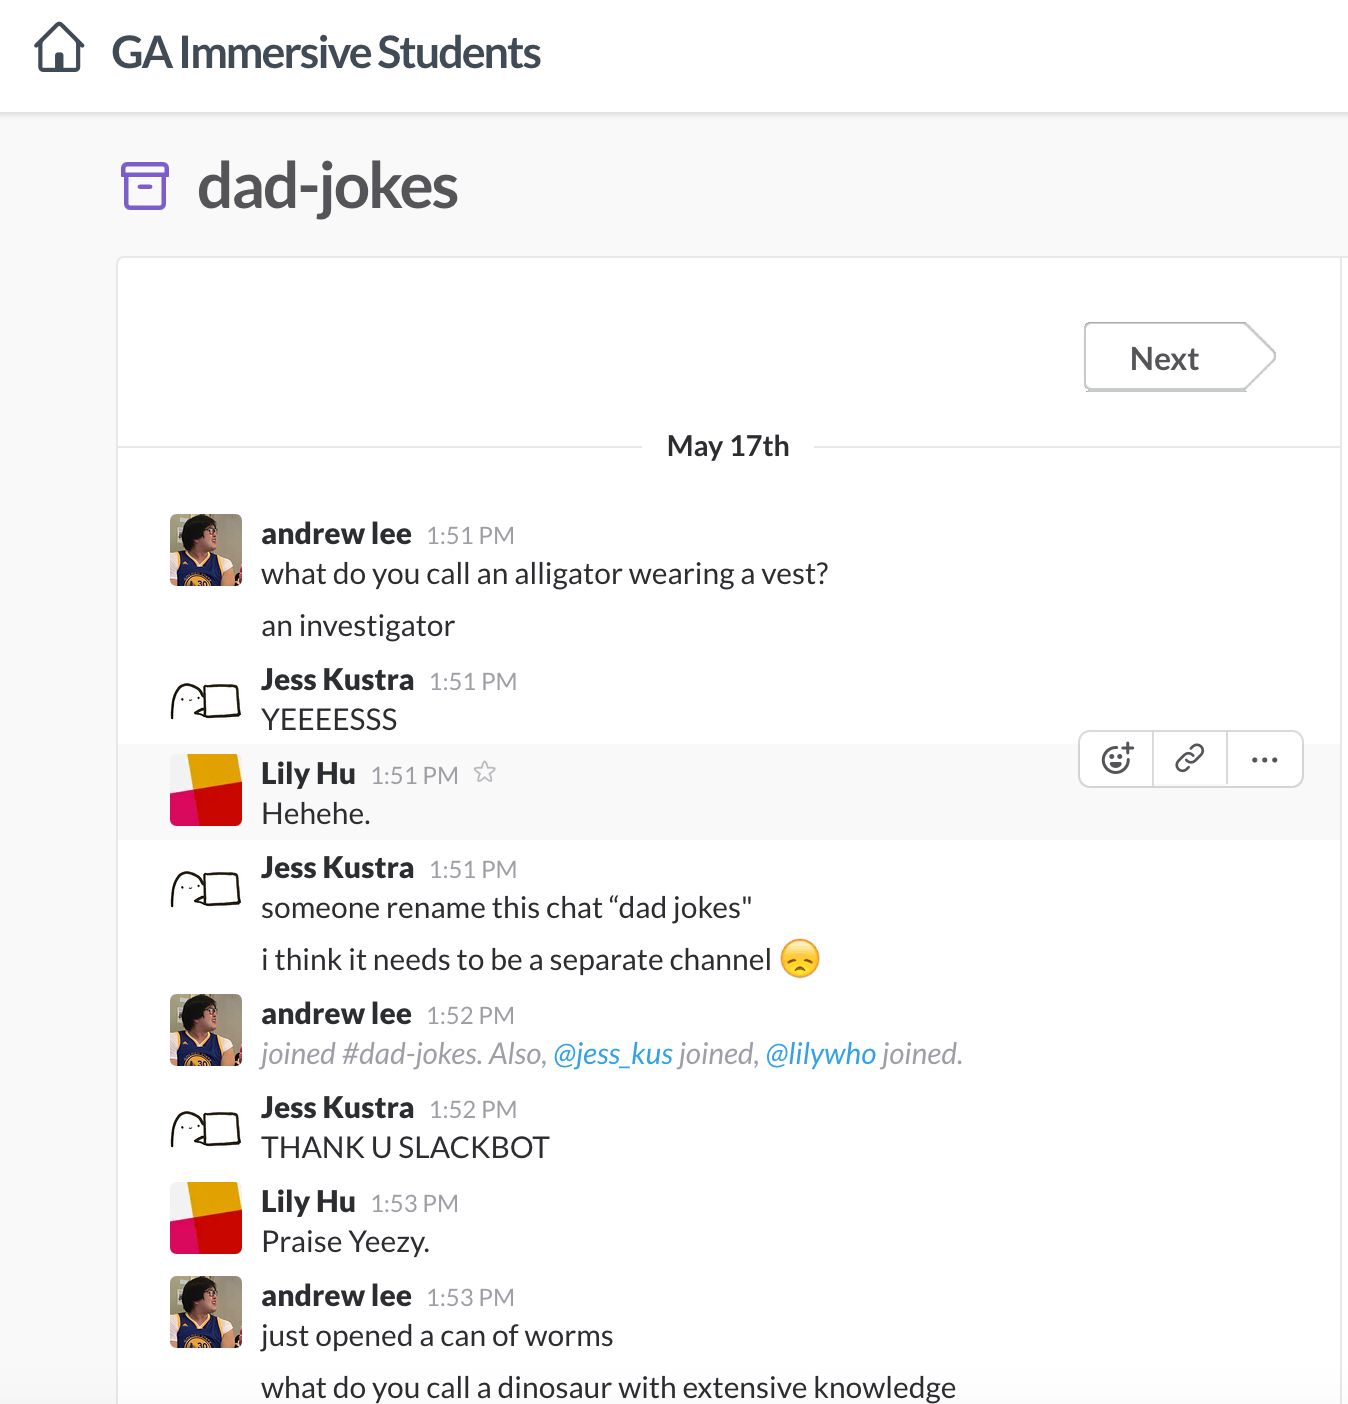 GA Immersive Students
dad-jokes
Next
May 17th
andrew lee 1:51 PM
what do you call an alligator wearing a vest?
an investigator
Jess Kustra 1:51 PM
YEEEESSS
Lily Hu 1:51 PM
Hehehe.
Jess Kustra 1:51 PM
someone rename this chat “dad jokes"
i think it needs to be a separate channel
andrew lee 1:52 PM
joined #dad-jokes. Also, @jess_kus joined, @lilywho joined.
Jess Kustra 1:52 PM
THANK U SLACKBOT
Lily Hu 1:53 PM
Praise Yeezy.
andrew lee 1:53 PM
just opened a can of worms
what do you call a dinosaur with extensive knowledge